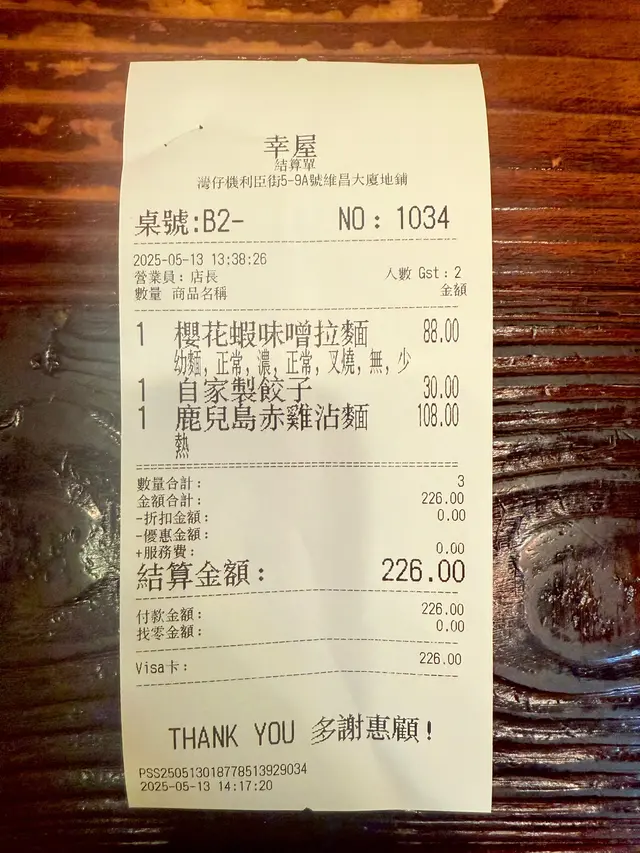 幸屋
結算單
灣仔機利臣街5-9A號維昌大廈地鋪
桌號:B2- NO: 1034
2025-05-13 13:38:26
營業員: 店長 人數 Gst: 2
數量 商品名稱 金額
1 櫻花蝦味噌拉麵 88.00
幼麵, 正常, 濃, 正常, 叉燒, 無, 少
1 自家製餃子 30.00
1 鹿兒島赤雞沾麵 108.00
熱
數量合計: 3
金額合計: 226.00
-折扣金額: 0.00
-優惠金額:
+服務費: 0.00
結算金額: 226.00
付款金額: 226.00
找零金額: 0.00
Visa卡: 226.00
THANK YOU 多謝惠顧!
PSS250513018778513929034
2025-05-13 14:17:20